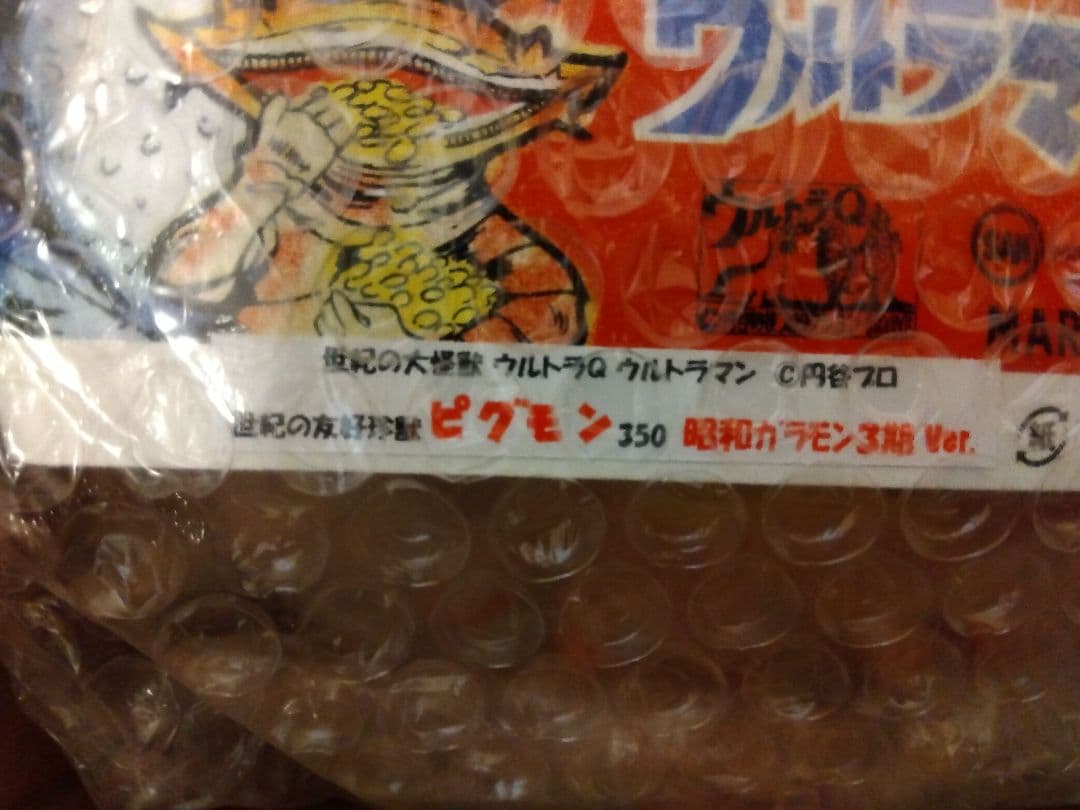 ウルトラマ
ウルトラQ
MAR
世紀の大怪獣 ウルトラQ ウルトラマン ©円谷プロ
世紀の友好珍獣 ピグモン 350 昭和ガラモン3期 Ver.
紙